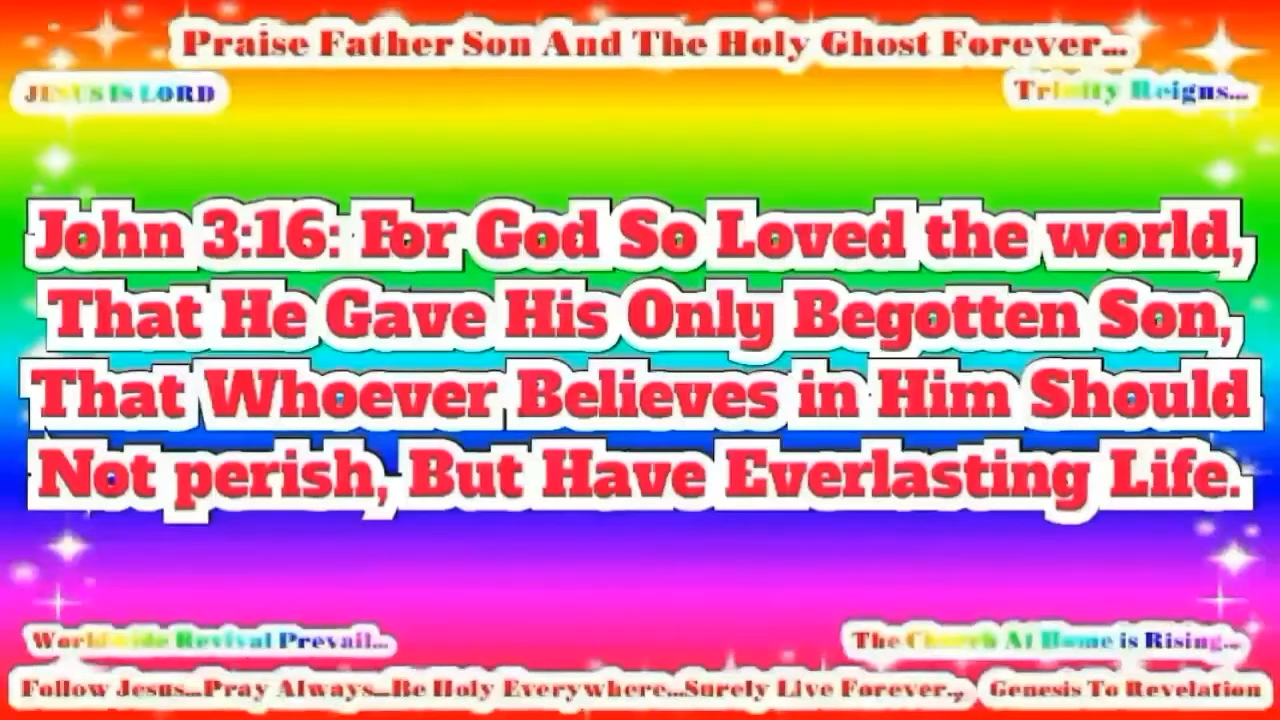 Praise Father Son And The Holy Ghost Forever...
JESUS IS LORD
Trinity Reigns...
John 3:16: For God So Loved the world,
That He Gave His Only Begotten Son,
That Whoever Believes in Him Should
Not perish, But Have Everlasting Life.
Worldwide Revival Prevail...
The Church At Home is Rising...
Follow Jesus...Pray Always...Be Holy Everywhere...Surely Live Forever..,
Genesis To Revelation